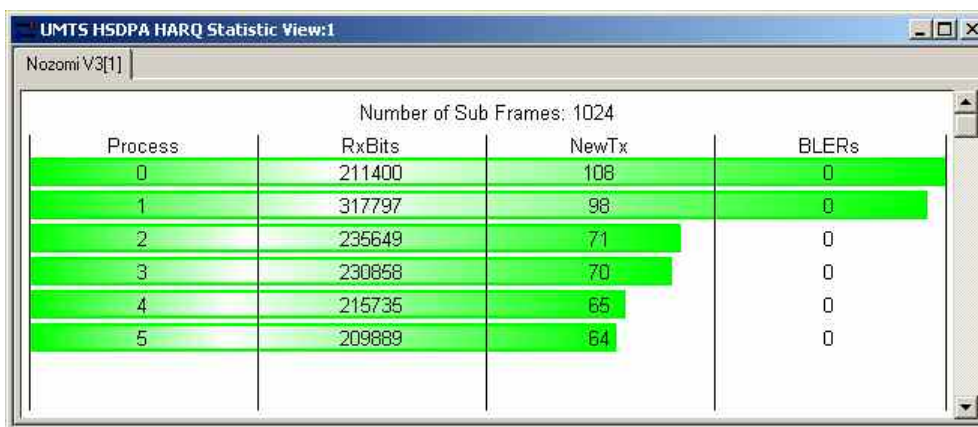 UMTS HSDPA HARQ Statistic View:1
Nozomi V3[1]
Number of Sub Frames: 1024
Process RxBits NewTx BLERs
0 211400 108 0
1 317797 98 0
2 235649 71 0
3 230858 70 0
4 215735 65 0
5 209889 64 0